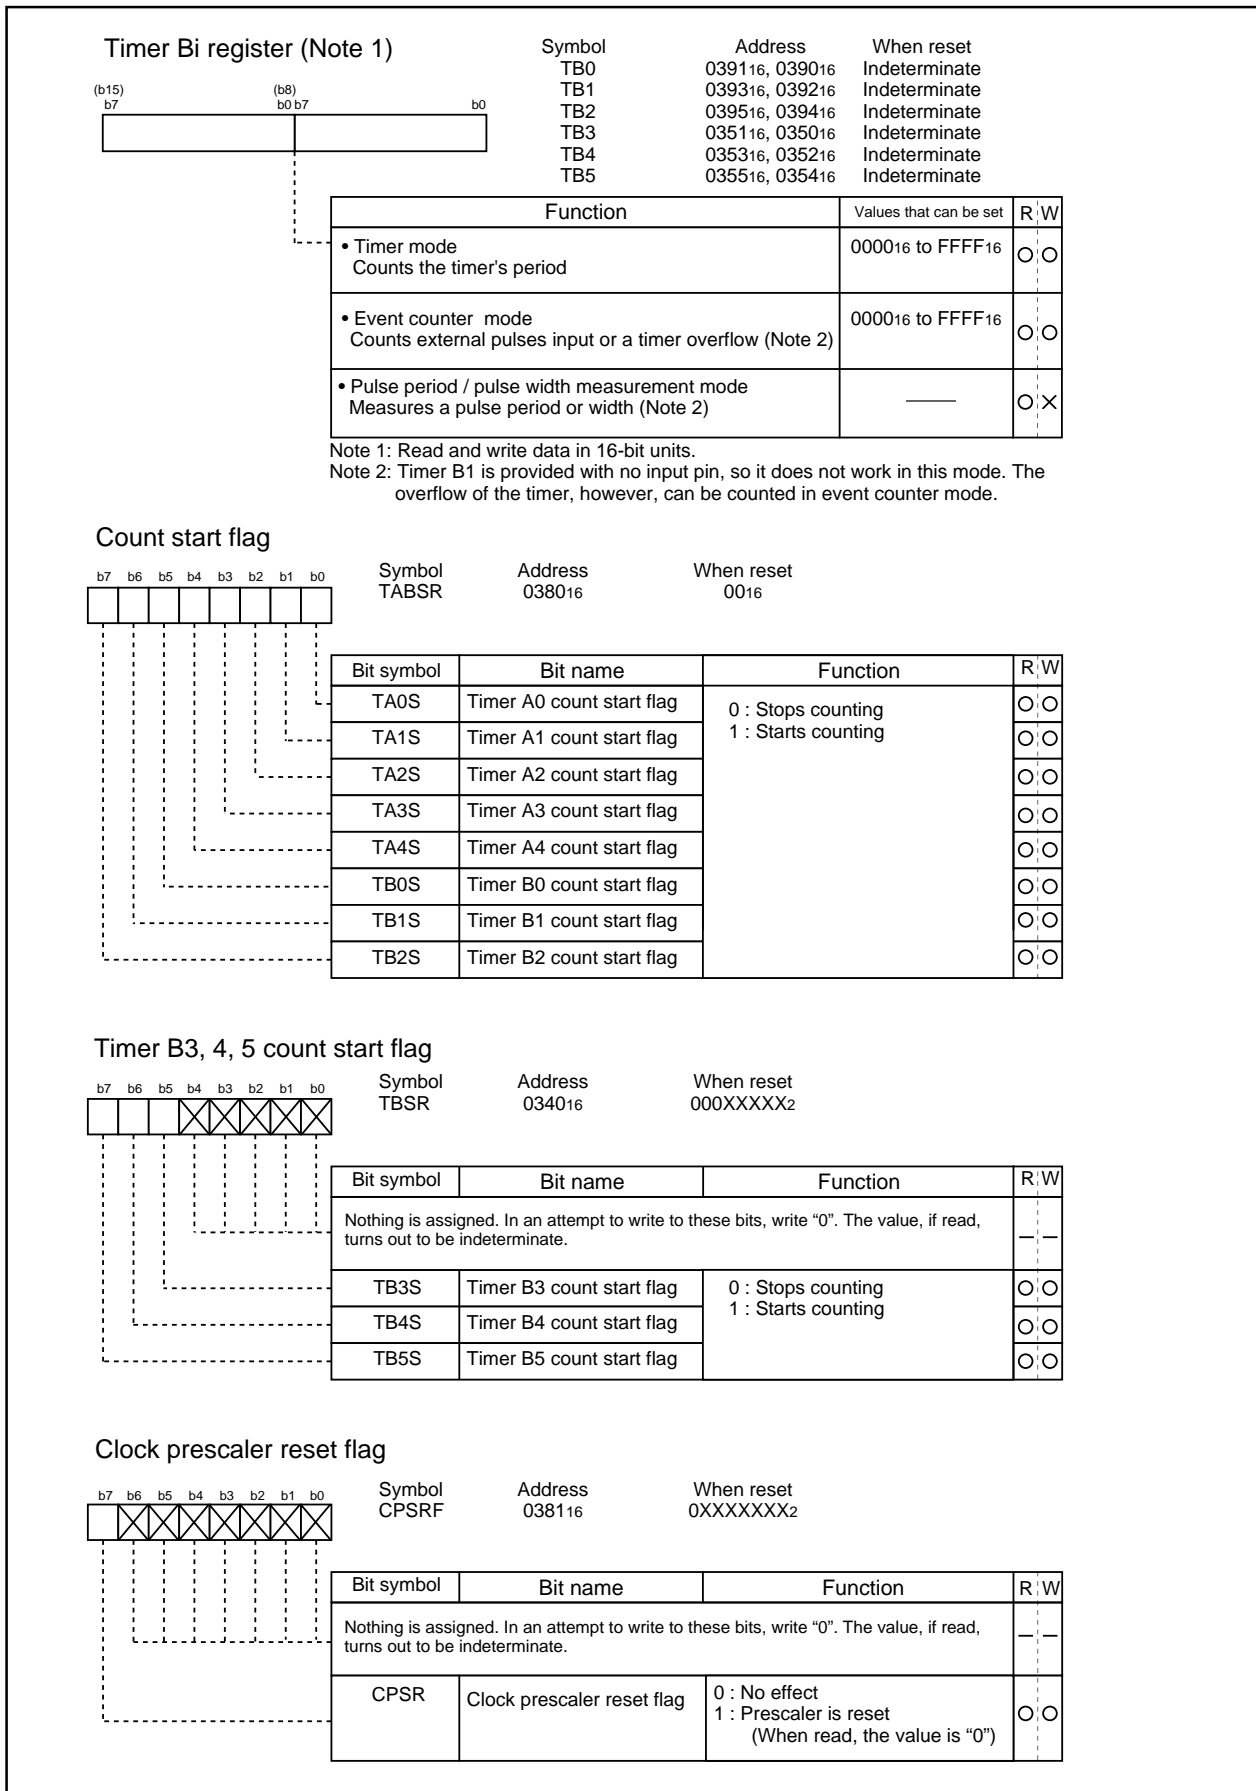 Timer Bi register (Note 1)
Symbol Address When reset
TB0 039116, 039016 Indeterminate
TB1 039316, 039216 Indeterminate
TB2 039516, 039416 Indeterminate
TB3 035116, 035016 Indeterminate
TB4 035316, 035216 Indeterminate
TB5 035516, 035416 Indeterminate
(b15) (b8)
b7 b0 b7 b0
Function Values that can be set R W
• Timer mode 000016 to FFFF16
Counts the timer's period
• Event counter mode 000016 to FFFF16
Counts external pulses input or a timer overflow (Note 2)
• Pulse period / pulse width measurement mode
Measures a pulse period or width (Note 2)
Note 1: Read and write data in 16-bit units.
Note 2: Timer B1 is provided with no input pin, so it does not work in this mode. The
overflow of the timer, however, can be counted in event counter mode.
Count start flag
b7 b6 b5 b4 b3 b2 b1 b0
Symbol Address When reset
TABSR 038016 0016
Bit symbol Bit name Function R W
TA0S Timer A0 count start flag 0 : Stops counting
1 : Starts counting
TA1S Timer A1 count start flag
TA2S Timer A2 count start flag
TA3S Timer A3 count start flag
TA4S Timer A4 count start flag
TB0S Timer B0 count start flag
TB1S Timer B1 count start flag
TB2S Timer B2 count start flag
Timer B3, 4, 5 count start flag
b7 b6 b5 b4 b3 b2 b1 b0
Symbol Address When reset
TBSR 034016 000XXXXX2
Bit symbol Bit name Function R W
Nothing is assigned. In an attempt to write to these bits, write “0”. The value, if read,
turns out to be indeterminate.
TB3S Timer B3 count start flag 0 : Stops counting
1 : Starts counting
TB4S Timer B4 count start flag
TB5S Timer B5 count start flag
Clock prescaler reset flag
b7 b6 b5 b4 b3 b2 b1 b0
Symbol Address When reset
CPSRF 038116 0XXXXXXX2
Bit symbol Bit name Function R W
Nothing is assigned. In an attempt to write to these bits, write “0”. The value, if read,
turns out to be indeterminate.
CPSR Clock prescaler reset flag 0 : No effect
1 : Prescaler is reset
(When read, the value is “0”)